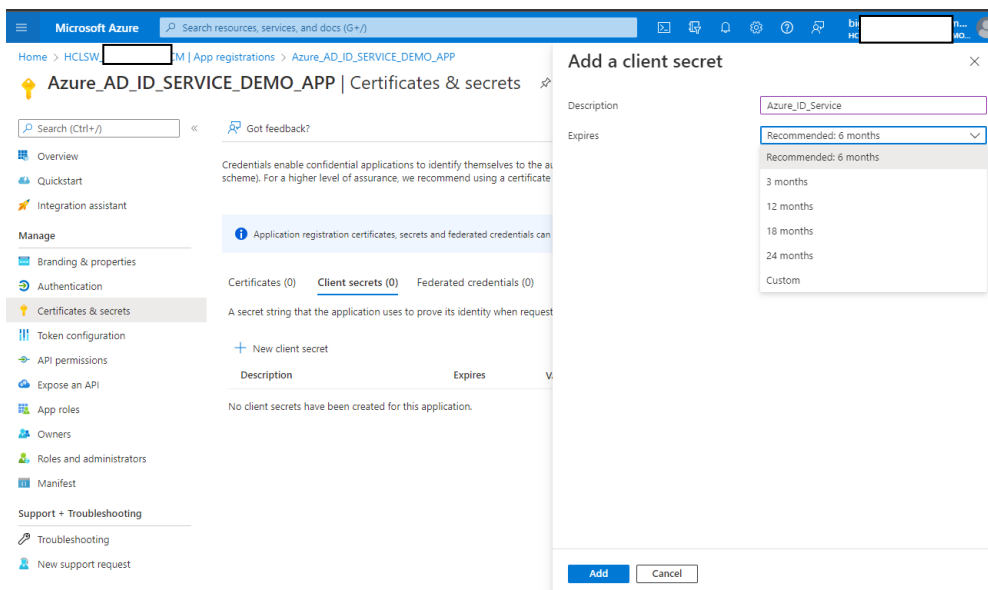 Microsoft Azure
Search resources, services, and docs (G+/)
Home > HCLSW_ CM | App registrations > Azure_AD_ID_SERVICE_DEMO_APP
Azure_AD_ID_SERVICE_DEMO_APP | Certificates & secrets
Search (Ctrl+/)
«
Overview
Quickstart
Integration assistant
Manage
Branding & properties
Authentication
Certificates & secrets
Token configuration
API permissions
Expose an API
App roles
Owners
Roles and administrators
Manifest
Support + Troubleshooting
Troubleshooting
New support request
Got feedback?
Credentials enable confidential applications to identify themselves to the
scheme). For a higher level of assurance, we recommend using a certificate
Application registration certificates, secrets and federated credentials can
Certificates (0) Client secrets (0) Federated credentials (0)
A secret string that the application uses to prove its identity when request
New client secret
Description Expires
No client secrets have been created for this application.
Add a client secret
Description
Azure_ID_Service
Expires
Recommended: 6 months
Recommended: 6 months
3 months
12 months
18 months
24 months
Custom
Add Cancel